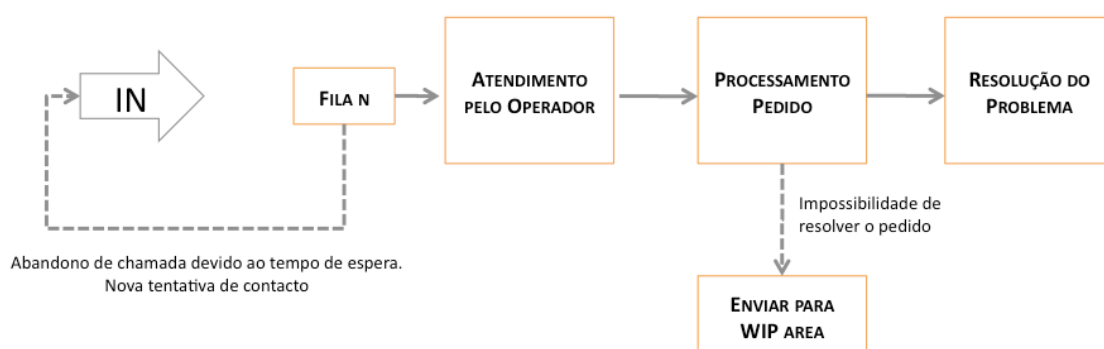 IN
FILA N
ATENDIMENTO
PELO OPERADOR
PROCESSAMENTO
PEDIDO
RESOLUÇÃO DO
PROBLEMA
Impossibilidade de
resolver o pedido
Abandono de chamada devido ao tempo de espera.
Nova tentativa de contacto
ENVIAR PARA
WIP AREA